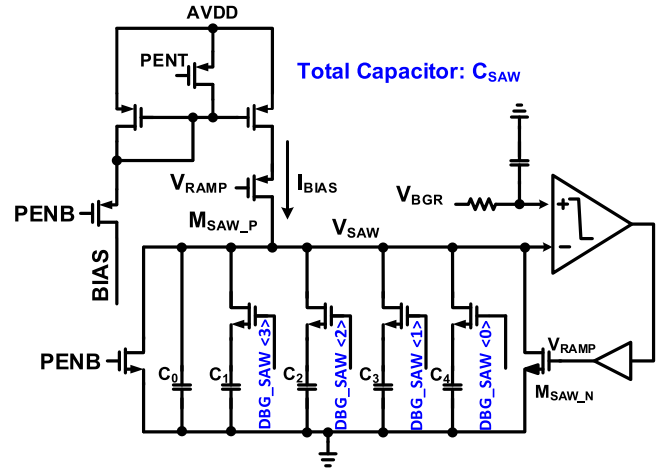 AVDD
PENT
Total Capacitor: CSAW
VRAMP
IBIAS
VBGR
PENB
MSAW_P
VSAW
+
−
BIAS
PENB
C0
C1
DBG_SAW <3>
C2
DBG_SAW <2>
C3
DBG_SAW <1>
C4
DBG_SAW <0>
VRAMP
MSAW_N